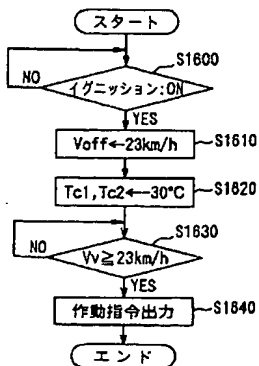 スタート
S1600
イグニッション:ON
NO
YES
Voff←23km/h
S1610
Tc1,Tc2←-30°C
S1620
S1630
Vv≧23km/h
NO
YES
作動指令出力
S1640
エンド